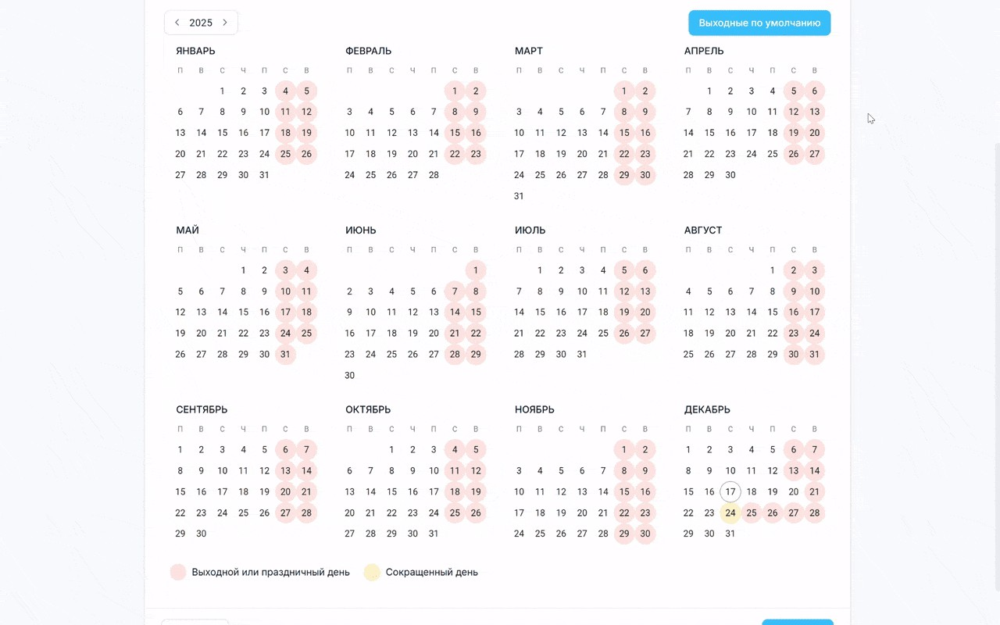 2025
Выходные по умолчанию
ЯНВАРЬ ФЕВРАЛЬ МАРТ АПРЕЛЬ
П В С Ч П С В П В С Ч П С В П В С Ч П С В П В С Ч П С В
1 2 3 4 5 1 2 1 2 1 2 3 4 5 6
6 7 8 9 10 11 12 3 4 5 6 7 8 9 3 4 5 6 7 8 9 7 8 9 10 11 12 13
13 14 15 16 17 18 19 10 11 12 13 14 15 16 10 11 12 13 14 15 16 14 15 16 17 18 19 20
20 21 22 23 24 25 26 17 18 19 20 21 22 23 17 18 19 20 21 22 23 21 22 23 24 25 26 27
27 28 29 30 31 24 25 26 27 28 24 25 26 27 28 29 30 28 29 30
31
МАЙ ИЮНЬ ИЮЛЬ АВГУСТ
П В С Ч П С В П В С Ч П С В П В С Ч П С В П В С Ч П С В
1 2 3 4 1 1 2 3 4 5 6 1 2 3
5 6 7 8 9 10 11 2 3 4 5 6 7 8 7 8 9 10 11 12 13 4 5 6 7 8 9 10
12 13 14 15 16 17 18 9 10 11 12 13 14 15 14 15 16 17 18 19 20 11 12 13 14 15 16 17
19 20 21 22 23 24 25 16 17 18 19 20 21 22 21 22 23 24 25 26 27 18 19 20 21 22 23 24
26 27 28 29 30 31 23 24 25 26 27 28 29 28 29 30 31 25 26 27 28 29 30 31
30
СЕНТЯБРЬ ОКТЯБРЬ НОЯБРЬ ДЕКАБРЬ
П В С Ч П С В П В С Ч П С В П В С Ч П С В П В С Ч П С В
1 2 3 4 5 6 7 1 2 3 4 5 1 2 1 2 3 4 5 6 7
8 9 10 11 12 13 14 6 7 8 9 10 11 12 3 4 5 6 7 8 9 8 9 10 11 12 13 14
15 16 17 18 19 20 21 13 14 15 16 17 18 19 10 11 12 13 14 15 16 15 16 17 18 19 20 21
22 23 24 25 26 27 28 20 21 22 23 24 25 26 17 18 19 20 21 22 23 22 23 24 25 26 27 28
29 30 27 28 29 30 31 24 25 26 27 28 29 30 29 30 31
Выходной или праздничный день Сокращенный день